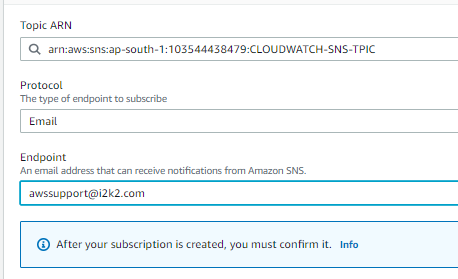 Topic ARN
arn:aws:sns:ap-south-1:103544438479:CLOUDWATCH-SNS-TPIC
Protocol
The type of endpoint to subscribe
Email
Endpoint
An email address that can receive notifications from Amazon SNS.
awssupport@i2k2.com
After your subscription is created, you must confirm it. Info